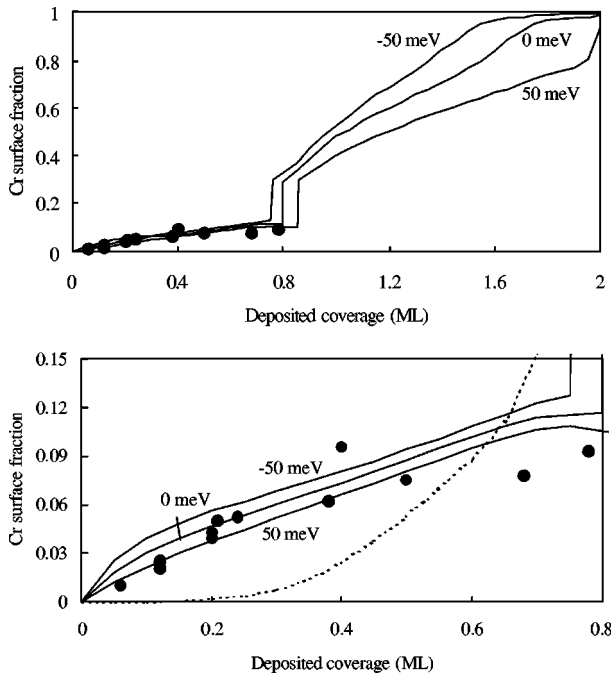 1
0.8
0.6
0.4
0.2
0
Cr surface fraction
-50 meV
0 meV
50 meV
0
0.4
0.8
1.2
1.6
2
Deposited coverage (ML)
0.15
0.12
0.09
0.06
0.03
0
Cr surface fraction
-50 meV
0 meV
50 meV
0
0.2
0.4
0.6
0.8
Deposited coverage (ML)